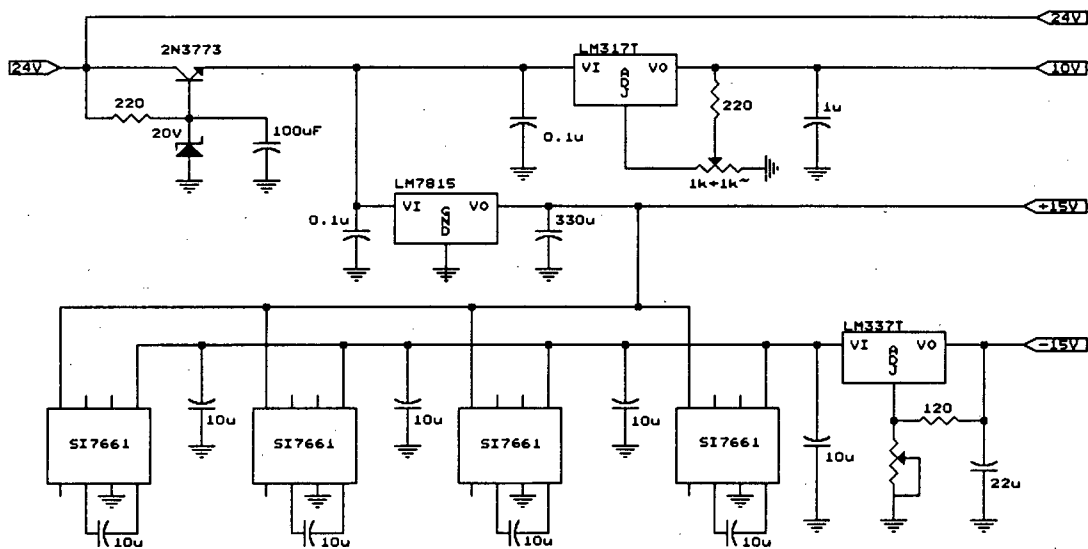 24V
2N3773
LM317T
24V
VI
ADJ
VO
10V
220
220
1u
20V
100uF
0.1u
1k+1k~
LM7815
0.1u
VI
GND
VO
330u
+15V
LM337T
VI
ADJ
VO
-15V
10u
10u
10u
120
SI7661
SI7661
SI7661
SI7661
10u
22u
10u
10u
10u
10u